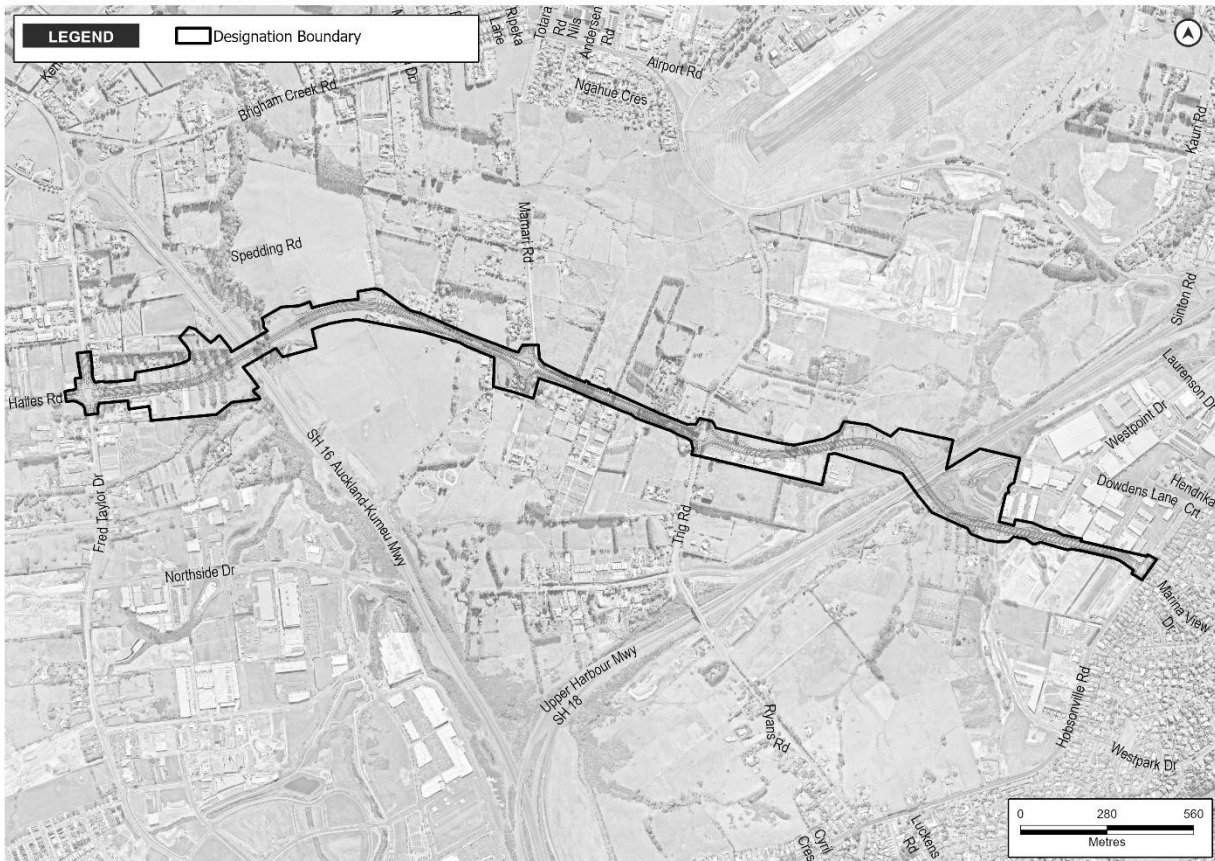 LEGEND
Designation Boundary
Brigham Creek Rd
Ripeka
Lane
Totara
Rd
Nils
Andersen
Rd
Airport Rd
Ngahue Cres
Kauri Rd
Spedding Rd
Mamari Rd
Sinton Rd
Laurenson Dr
Westpoint Dr
Hailes Rd
Dowdens Lane
Hendrika
Crt
Fred Taylor Dr
SH 16 Auckland-Kumeu Mwy
Trig Rd
Northside Dr
Marina View
Dr
Upper Harbour Mwy
SH 18
Hobsonville Rd
Ryans Rd
Westpark Dr
Cyril
Cres
Luckens
Rd
0 280 560
Metres